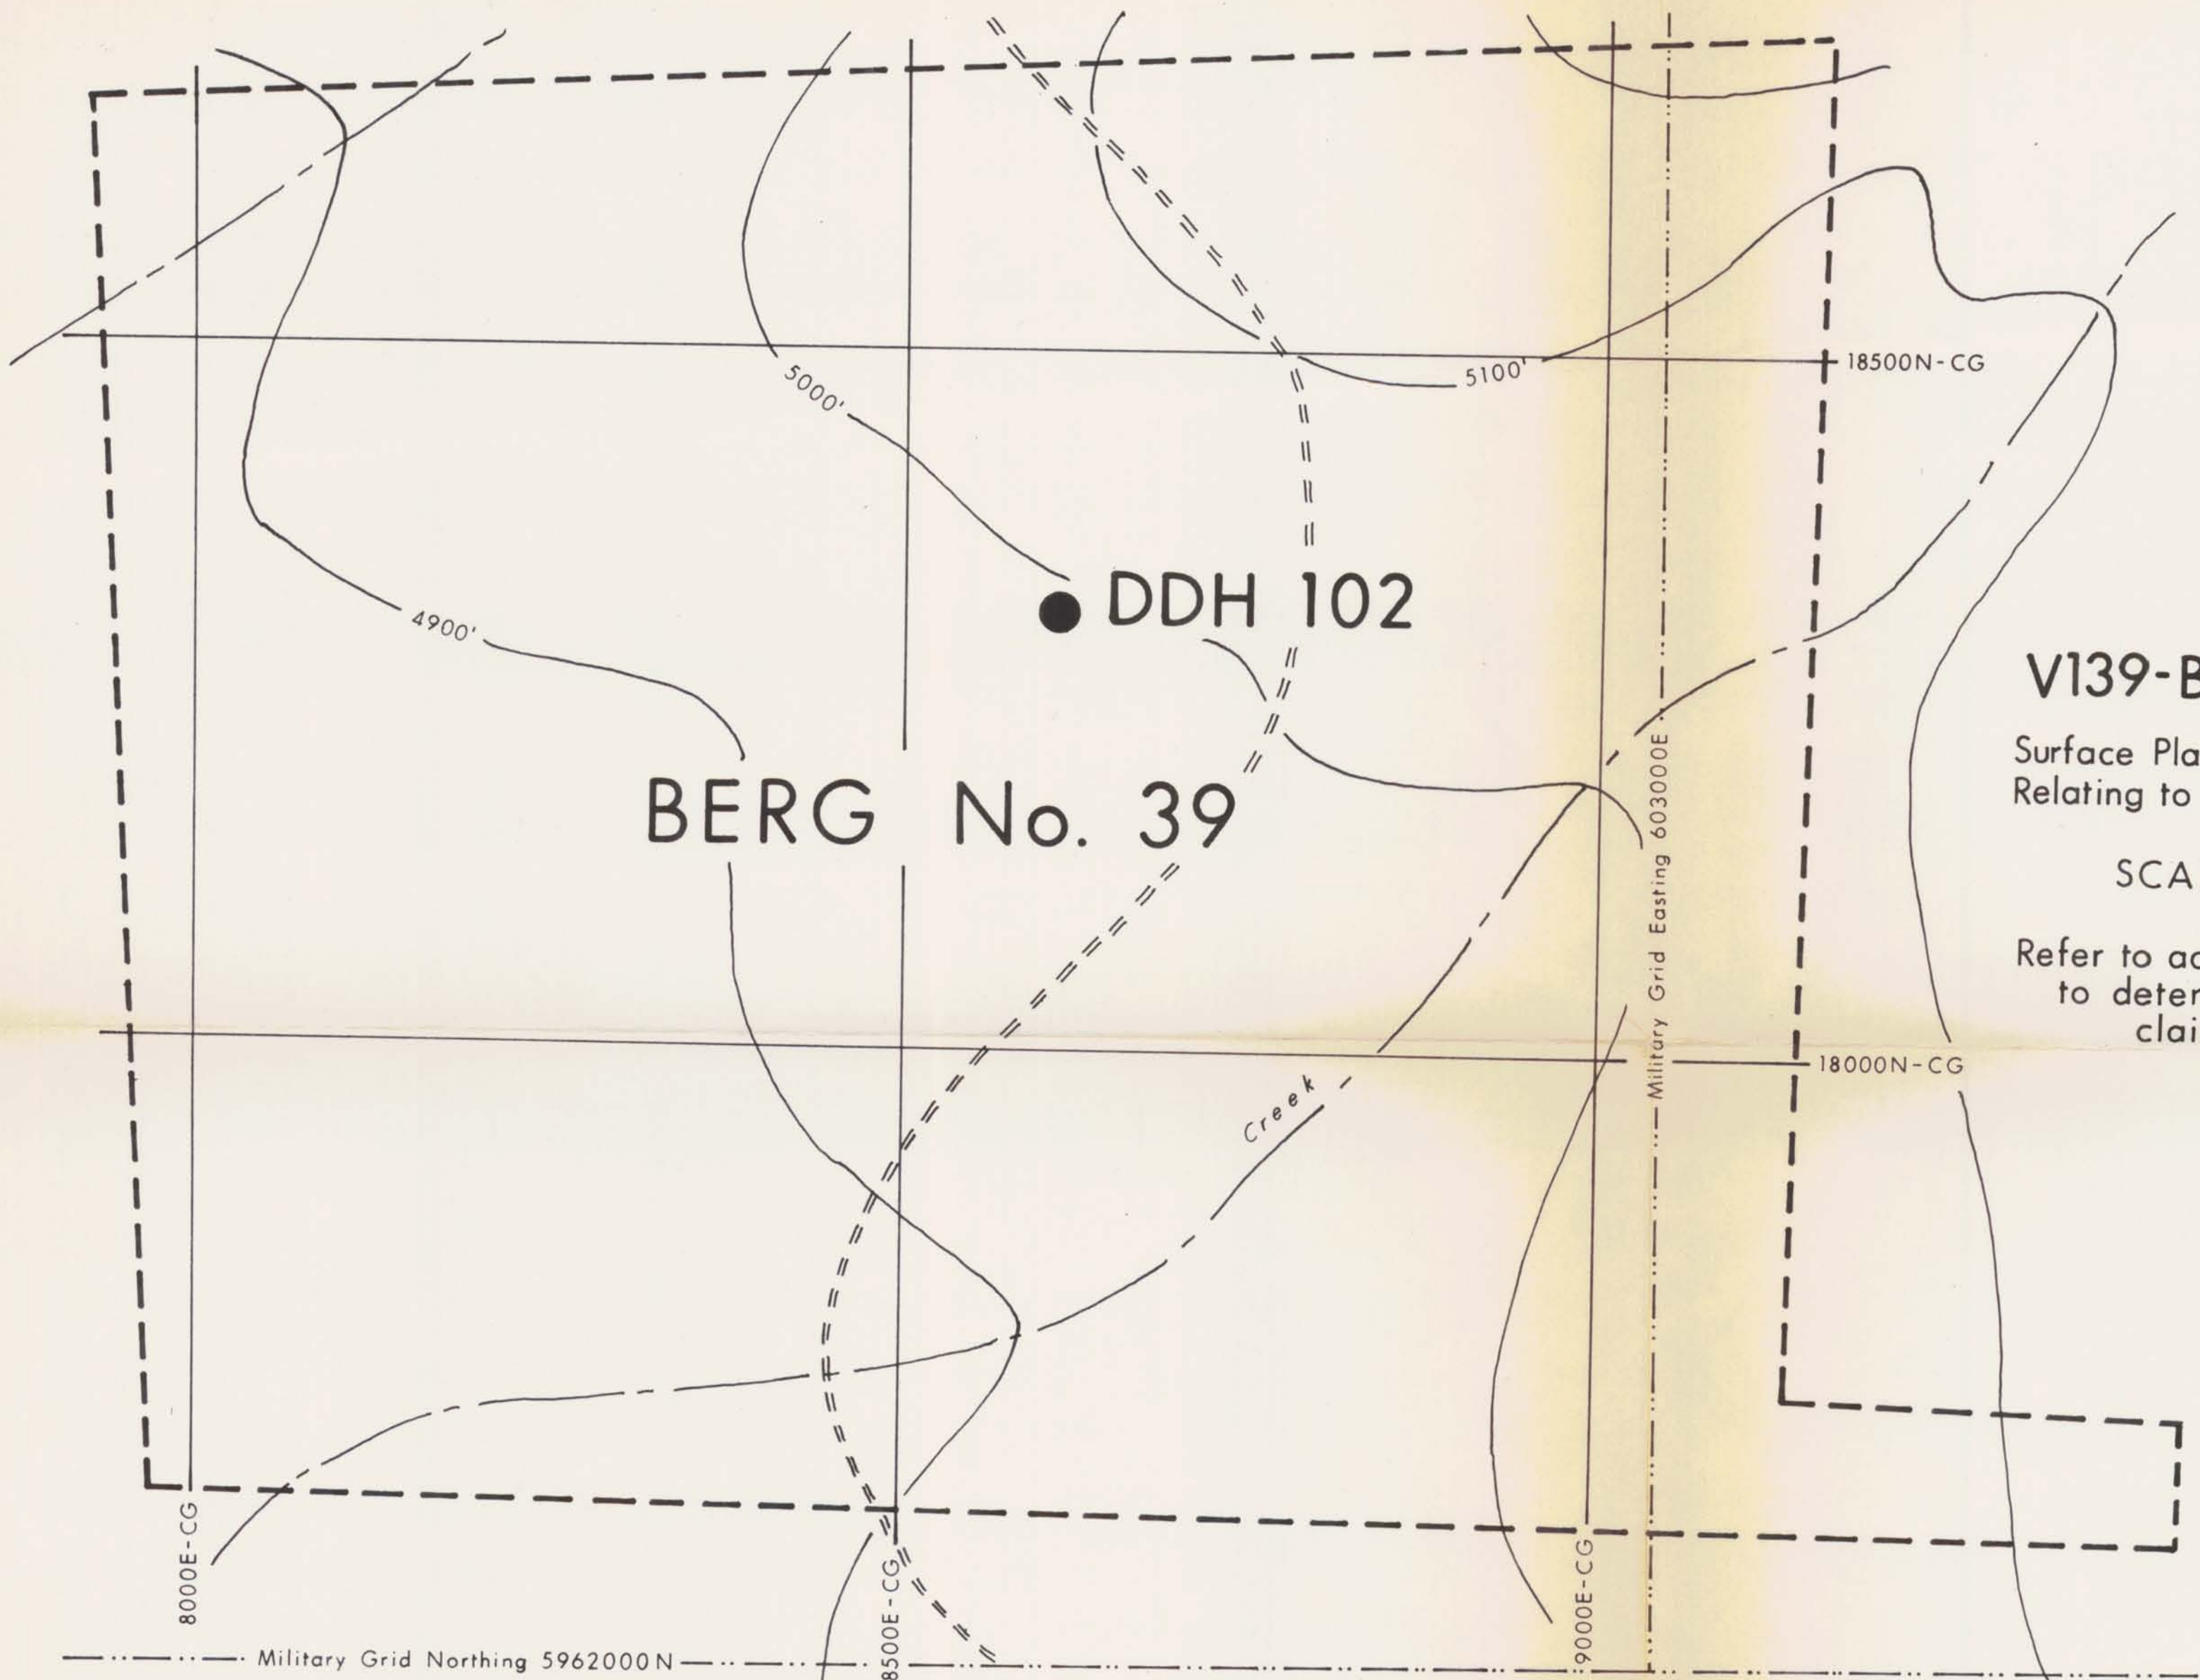 18500N-CG
5000'
5100'
DDH 102
4900'
V139-B
Surface Pla
Relating to
BERG No. 39
Military Grid Easting 603000E
SCA
Refer to ac
to deter
clai
18000N-CG
Creek
8000E-CG
8500E-CG
9000E-CG
Military Grid Northing 5962000N